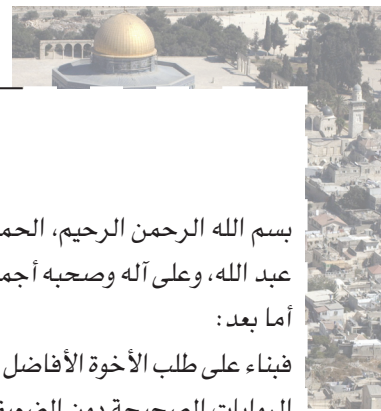 بسم الله الرحمن الرحيم، الحم
عبد الله، وعلى آله وصحبه أجم
أما بعد:
فبناء على طلب الأخوة الأفاضل
الروايات الصحيحة دون الضعيف